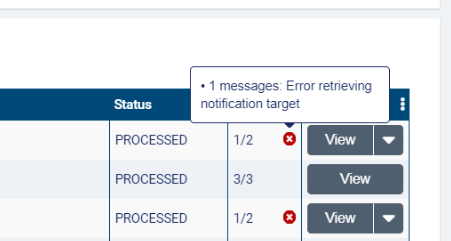 • 1 messages: Error retrieving
notification target
Status
PROCESSED 1/2 View
PROCESSED 3/3 View
PROCESSED 1/2 View